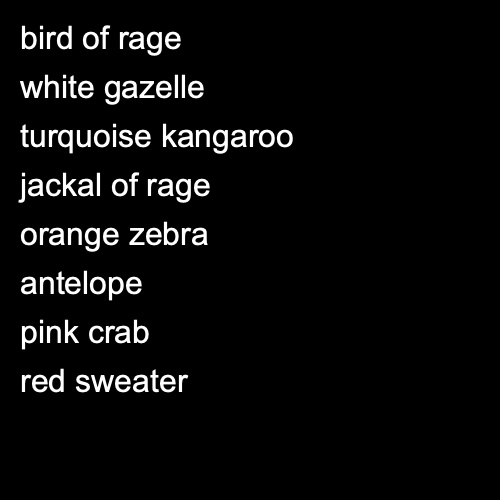 bird of rage
white gazelle
turquoise kangaroo
jackal of rage
orange zebra
antelope
pink crab
red sweater